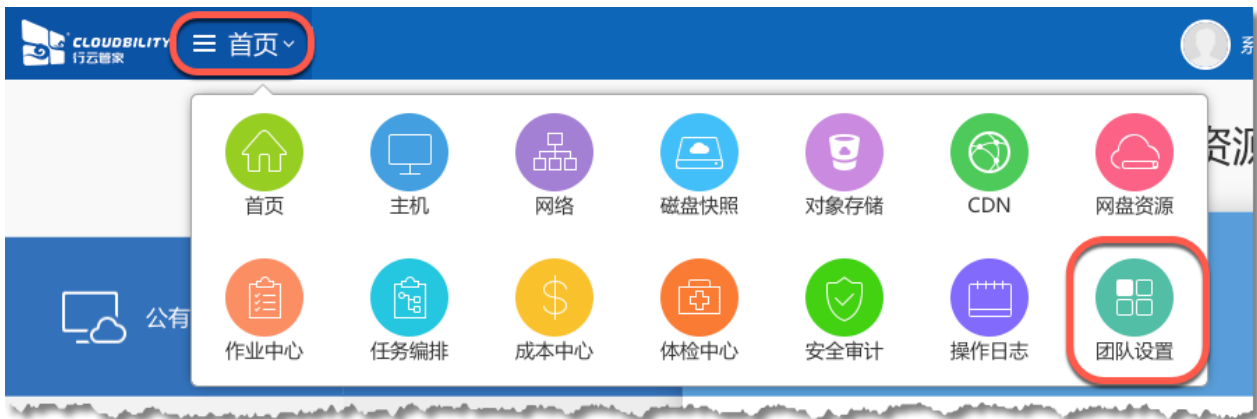 CLOUDBILITY
行云管家
首页
系
资源
首页 主机 网络 磁盘快照 对象存储 CDN 网盘资源
公有
作业中心 任务编排 成本中心 体检中心 安全审计 操作日志 团队设置